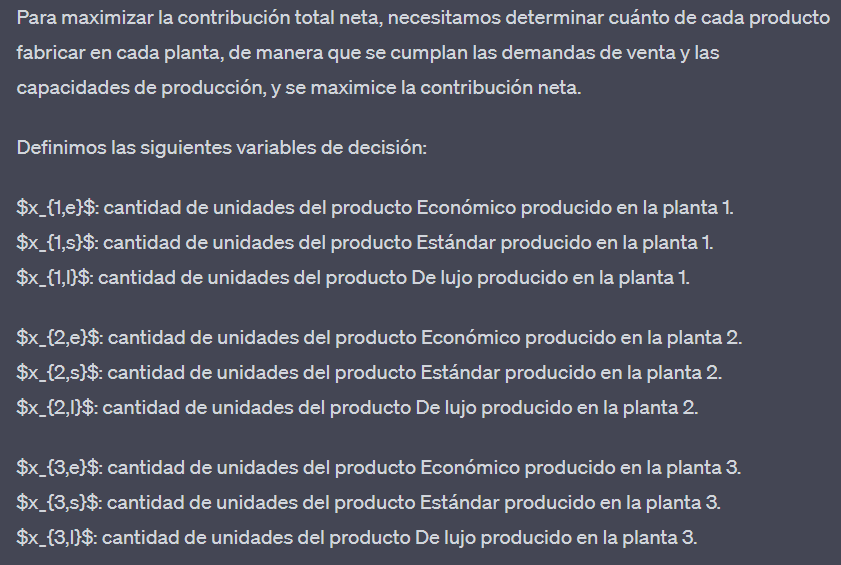 Para maximizar la contribución total neta, necesitamos determinar cuánto de cada producto
fabricar en cada planta, de manera que se cumplan las demandas de venta y las
capacidades de producción, y se maximice la contribución neta.
Definimos las siguientes variables de decisión:
$x_{1,e}$: cantidad de unidades del producto Económico producido en la planta 1.
$x_{1,s}$: cantidad de unidades del producto Estándar producido en la planta 1.
$x_{1,l}$: cantidad de unidades del producto De lujo producido en la planta 1.
$x_{2,e}$: cantidad de unidades del producto Económico producido en la planta 2.
$x_{2,s}$: cantidad de unidades del producto Estándar producido en la planta 2.
$x_{2,l}$: cantidad de unidades del producto De lujo producido en la planta 2.
$x_{3,e}$: cantidad de unidades del producto Económico producido en la planta 3.
$x_{3,s}$: cantidad de unidades del producto Estándar producido en la planta 3.
$x_{3,l}$: cantidad de unidades del producto De lujo producido en la planta 3.